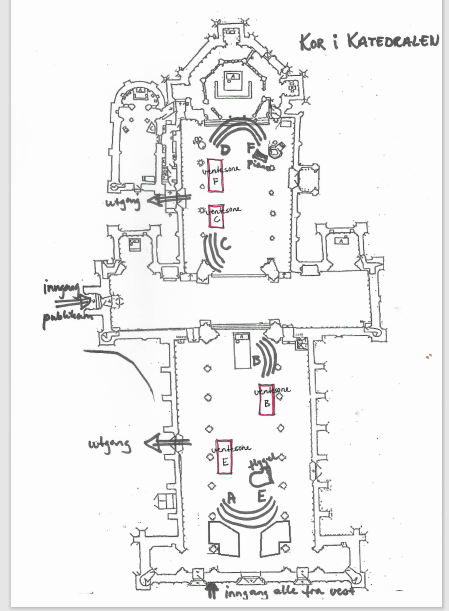 KOR i KATEDRALEN
A
D F
Piano
ventesone
F
utgang
ventesone
C
C
A
A
inngang
publikum
A
B
ventesone
B
utgang
ventesone
E
Flygel
A E
inngang alle fra vest